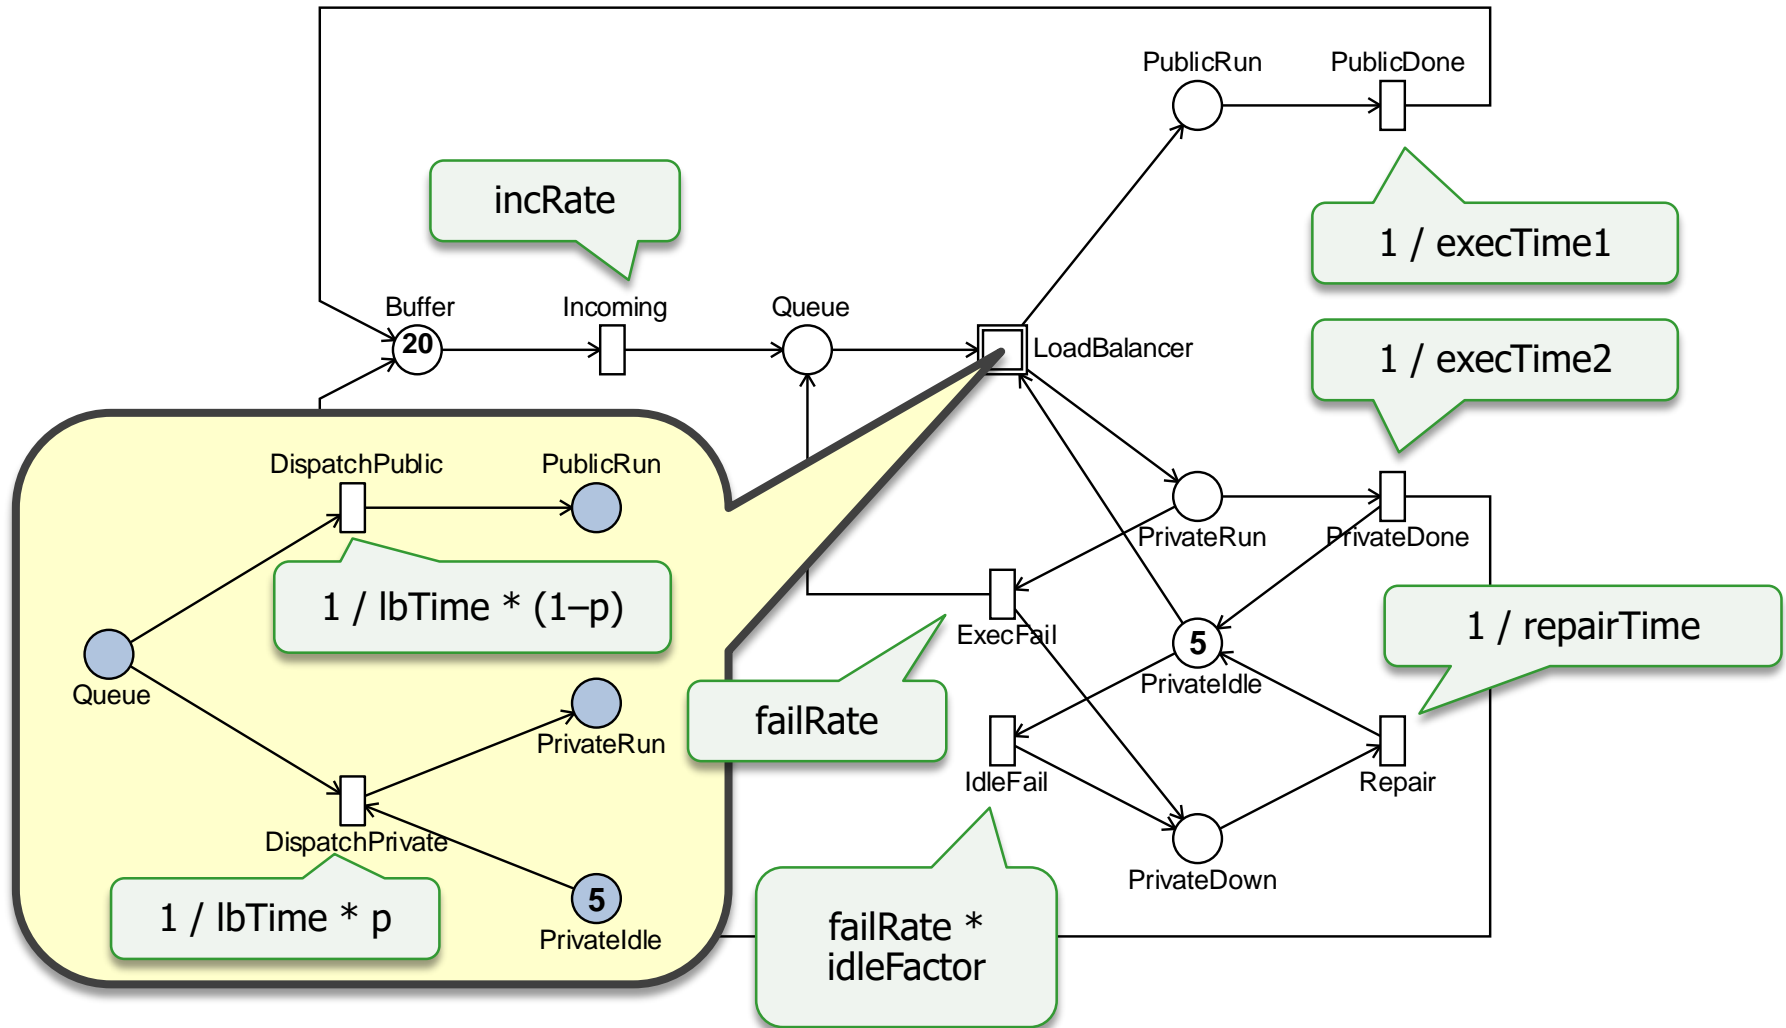 PublicRun
PublicDone
incRate
1 / execTime1
Buffer
Incoming
Queue
20
LoadBalancer
1 / execTime2
DispatchPublic
PublicRun
PrivateRun
PrivateDone
1 / lbTime * (1–p)
ExecFail
1 / repairTime
5
Queue
PrivateIdle
failRate
PrivateRun
IdleFail
Repair
DispatchPrivate
PrivateDown
1 / lbTime * p
5
PrivateIdle
failRate *
idleFactor